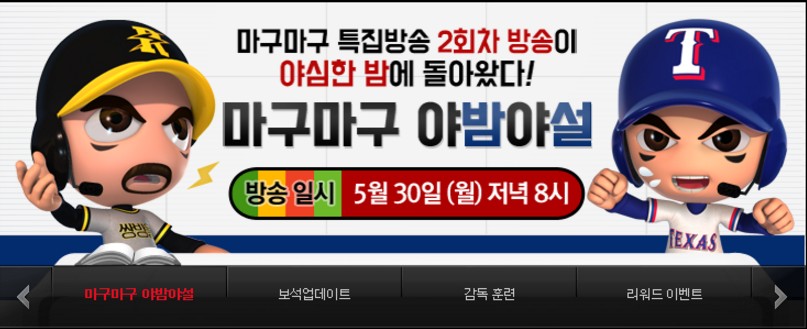 마구마구 특집방송 2회차 방송이
야심한 밤에 돌아왔다!
마구마구 야밤야설
방송 일시 5월 30일 (월) 저녁 8시
T
TEXAS
마구마구 야밤야설 보석업데이트 감독 훈련 리워드 이벤트